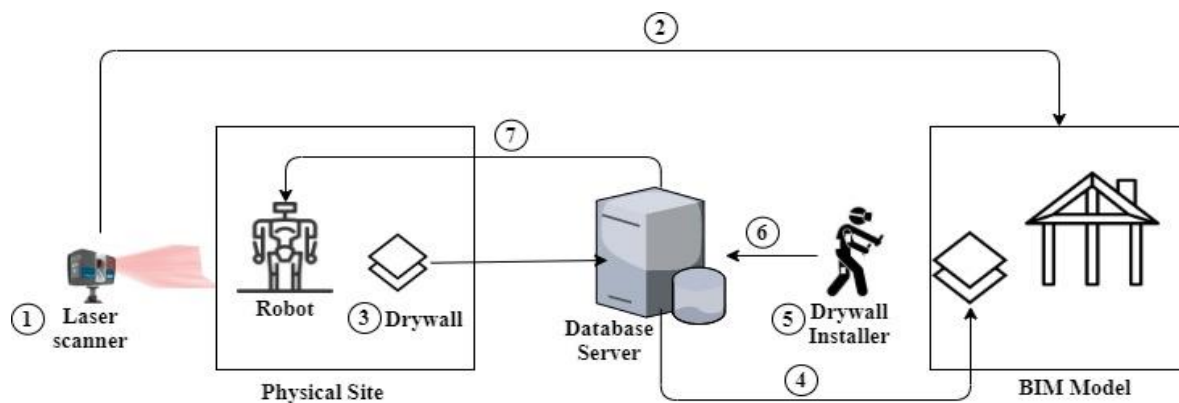 2
7
6
1
Laser
scanner
Robot
3
Drywall
Database
Server
5
Drywall
Installer
4
Physical Site
BIM Model